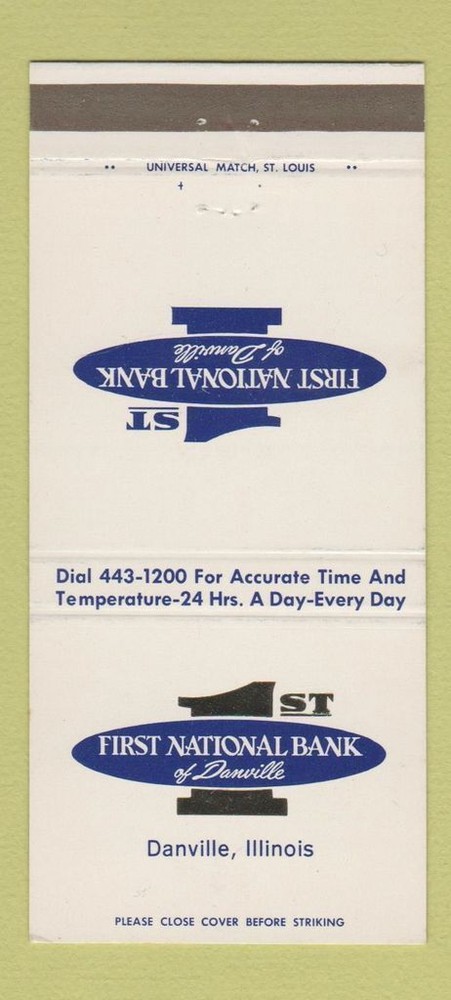 UNIVERSAL MATCH, ST. LOUIS
1ST
FIRST NATIONAL BANK
of Danville
Dial 443-1200 For Accurate Time And
Temperature-24 Hrs. A Day-Every Day
1ST
FIRST NATIONAL BANK
of Danville
Danville, Illinois
PLEASE CLOSE COVER BEFORE STRIKING